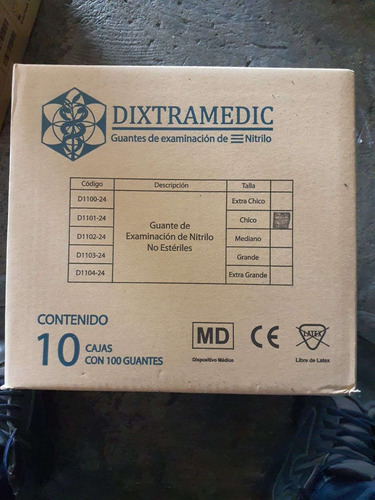 DIXTRAMEDIC
Guantes de examinación de Nitrilo
Código Descripción Talla
D1100-24 Extra Chico
D1101-24 Chico
D1102-24 Mediano
D1103-24 Grande
D1104-24 Extra Grande
Guante de
Examinación de Nitrilo
No Estériles
CONTENIDO
10 CAJAS
CON 100 GUANTES
MD
Dispositivo Médico
CE
LATEX
Libre de Latex